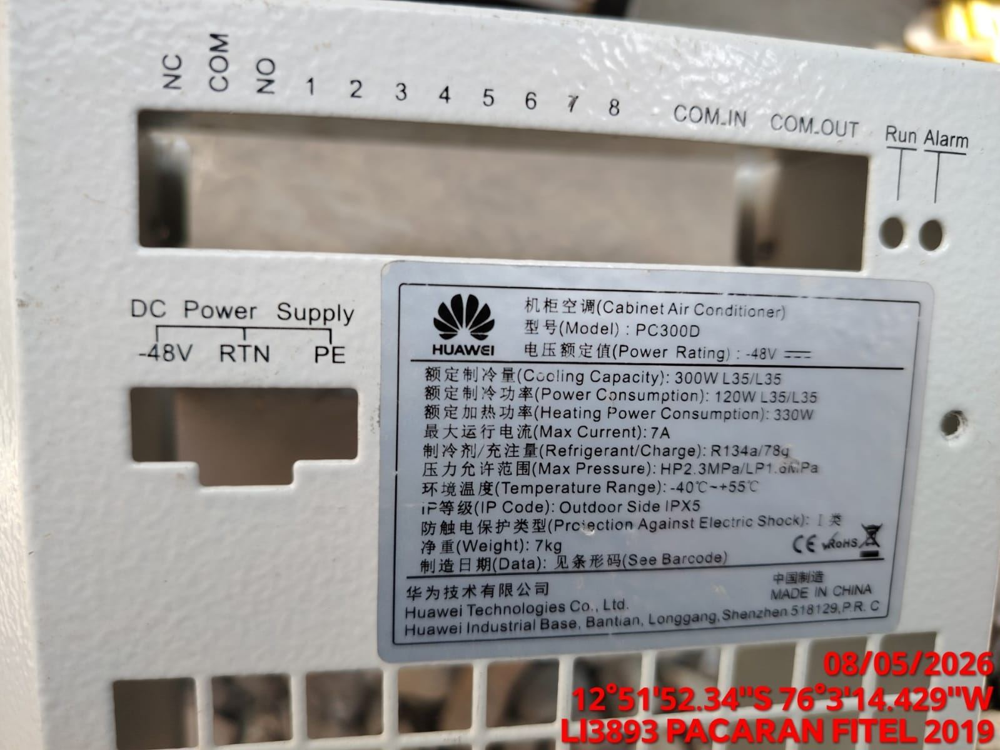 NC COM NO 1 2 3 4 5 6 7 8 COM_IN COM_OUT Run Alarm
DC Power Supply
-48V RTN PE
HUAWEI
机柜空调(Cabinet Air Conditioner)
型号(Model) : PC300D
电压额定值(Power Rating) : -48V
额定制冷量(Cooling Capacity): 300W L35/L35
额定制冷功率(Power Consumption): 120W L35/L35
额定加热功率(Heating Power Consumption): 330W
最大运行电流(Max Current): 7A
制冷剂/充注量(Refrigerant/Charge): R134a/78g
压力允许范围(Max Pressure): HP2.3MPa/LP1.6MPa
环境温度(Temperature Range): -40℃~+55℃
IP等级(IP Code): Outdoor Side IPX5
防触电保护类型(Protection Against Electric Shock): I 类
净重(Weight): 7kg
制造日期(Data): 见条形码(See Barcode)
CE RoHS
华为技术有限公司
Huawei Technologies Co., Ltd.
Huawei Industrial Base, Bantian, Longgang, Shenzhen 518129, P.R. C
中国制造
MADE IN CHINA
08/05/2026
12°51'52.34"S 76°3'14.429"W
LI3893 PACARAN FITEL 2019